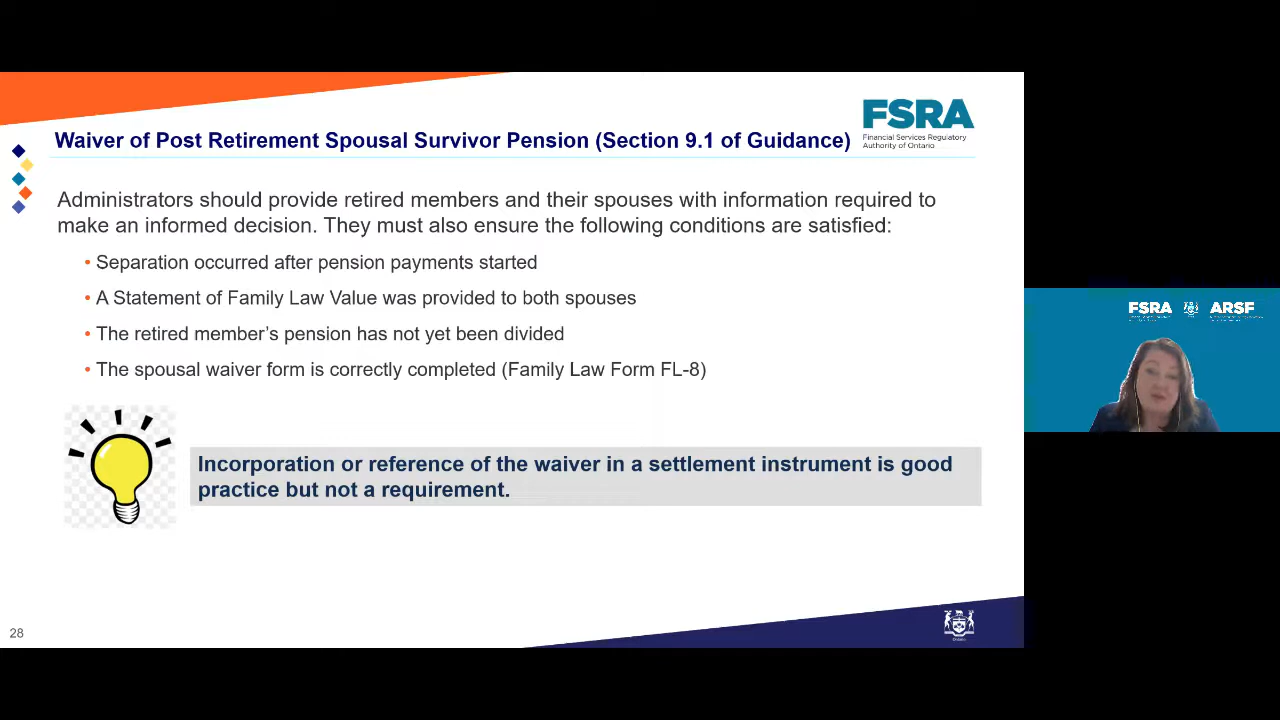 FSRA
Financial Services Regulatory
Authority of Ontario
Waiver of Post Retirement Spousal Survivor Pension (Section 9.1 of Guidance)
Administrators should provide retired members and their spouses with information required to
make an informed decision. They must also ensure the following conditions are satisfied:
• Separation occurred after pension payments started
• A Statement of Family Law Value was provided to both spouses
• The retired member's pension has not yet been divided
• The spousal waiver form is correctly completed (Family Law Form FL-8)
Incorporation or reference of the waiver in a settlement instrument is good
practice but not a requirement.
28
Ontario
FSRA ARSF